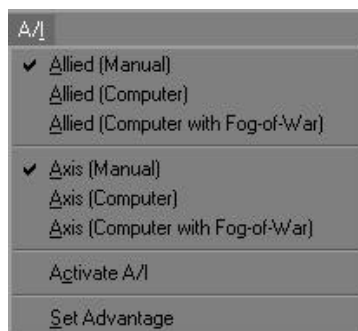 A/I
Allied (Manual)
Allied (Computer)
Allied (Computer with Fog-of-War)
Axis (Manual)
Axis (Computer)
Axis (Computer with Fog-of-War)
Activate A/I
Set Advantage